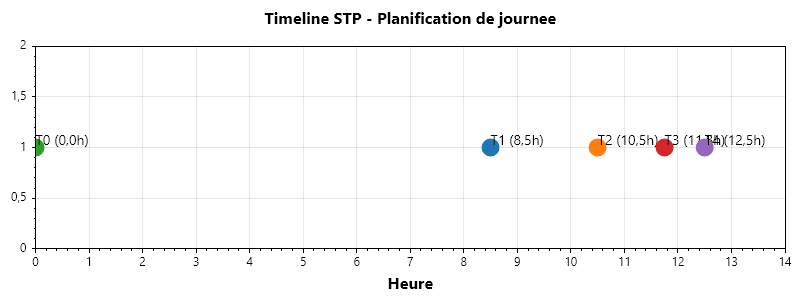 Timeline STP - Planification de journee
2
1,5
1
0,5
0
T0 (0,0h)
T1 (8,5h)
T2 (10,5h)
T3
T4 (12,5h)
0 1 2 3 4 5 6 7 8 9 10 11 12 13 14
Heure